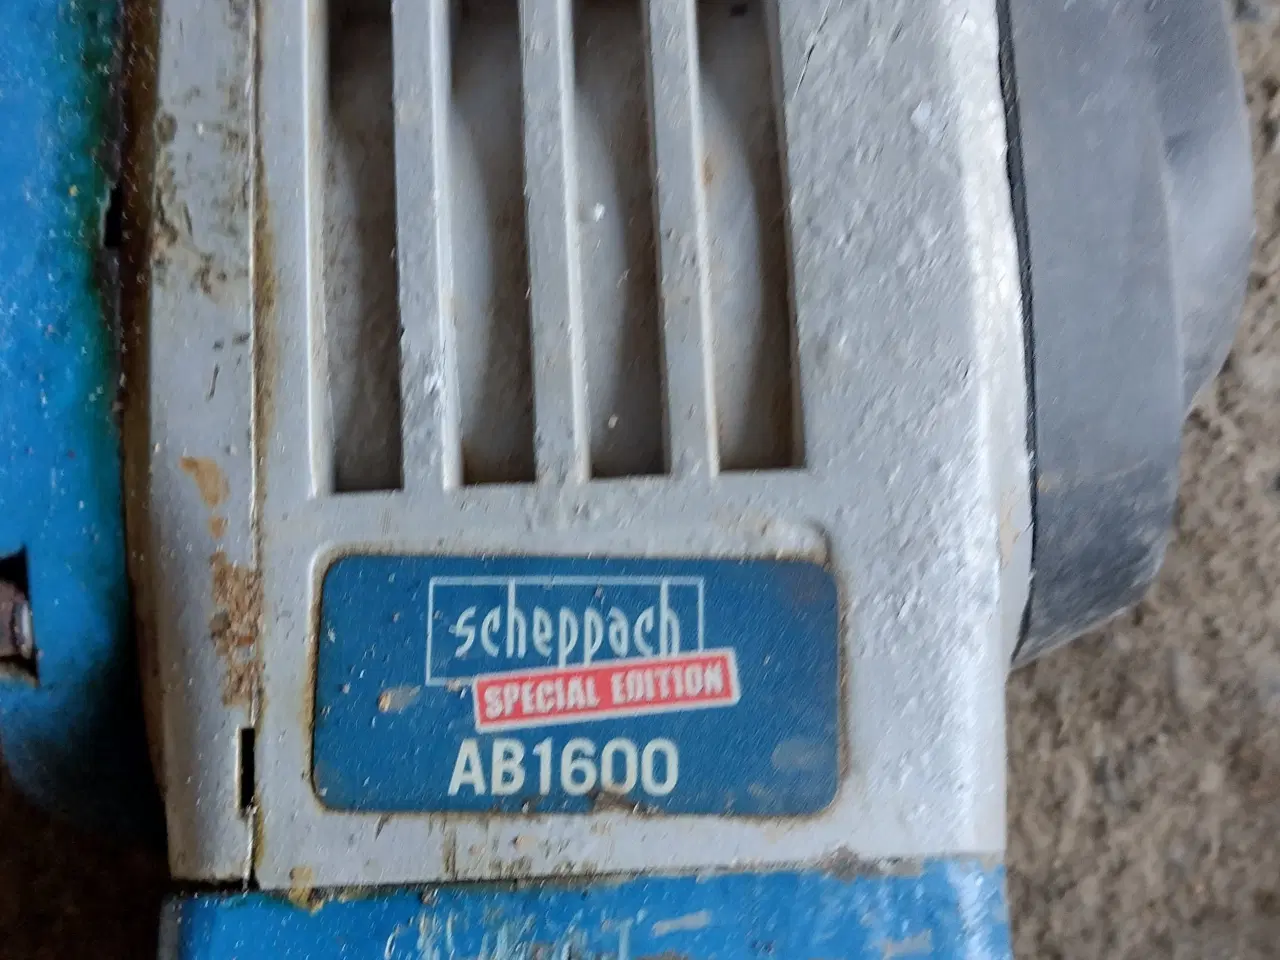 scheppach
SPECIAL EDITION
AB1600